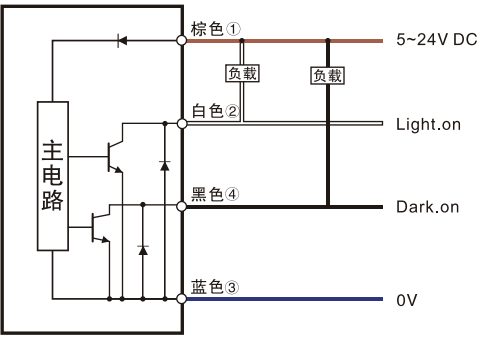 棕色① 5~24V DC
负载 负载
白色② Light.on
主电路
黑色④ Dark.on
蓝色③ 0V